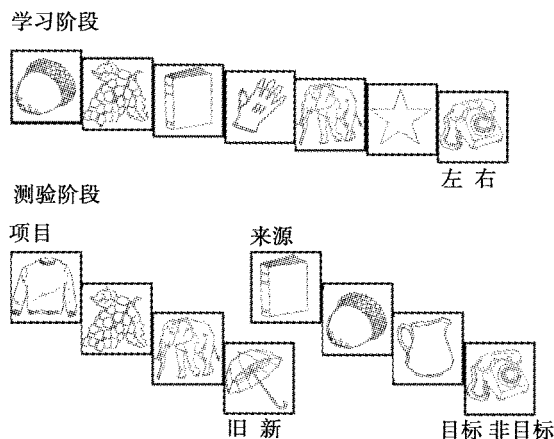 学习阶段
左 右
测验阶段
项目
来源
旧 新
目标 非目标